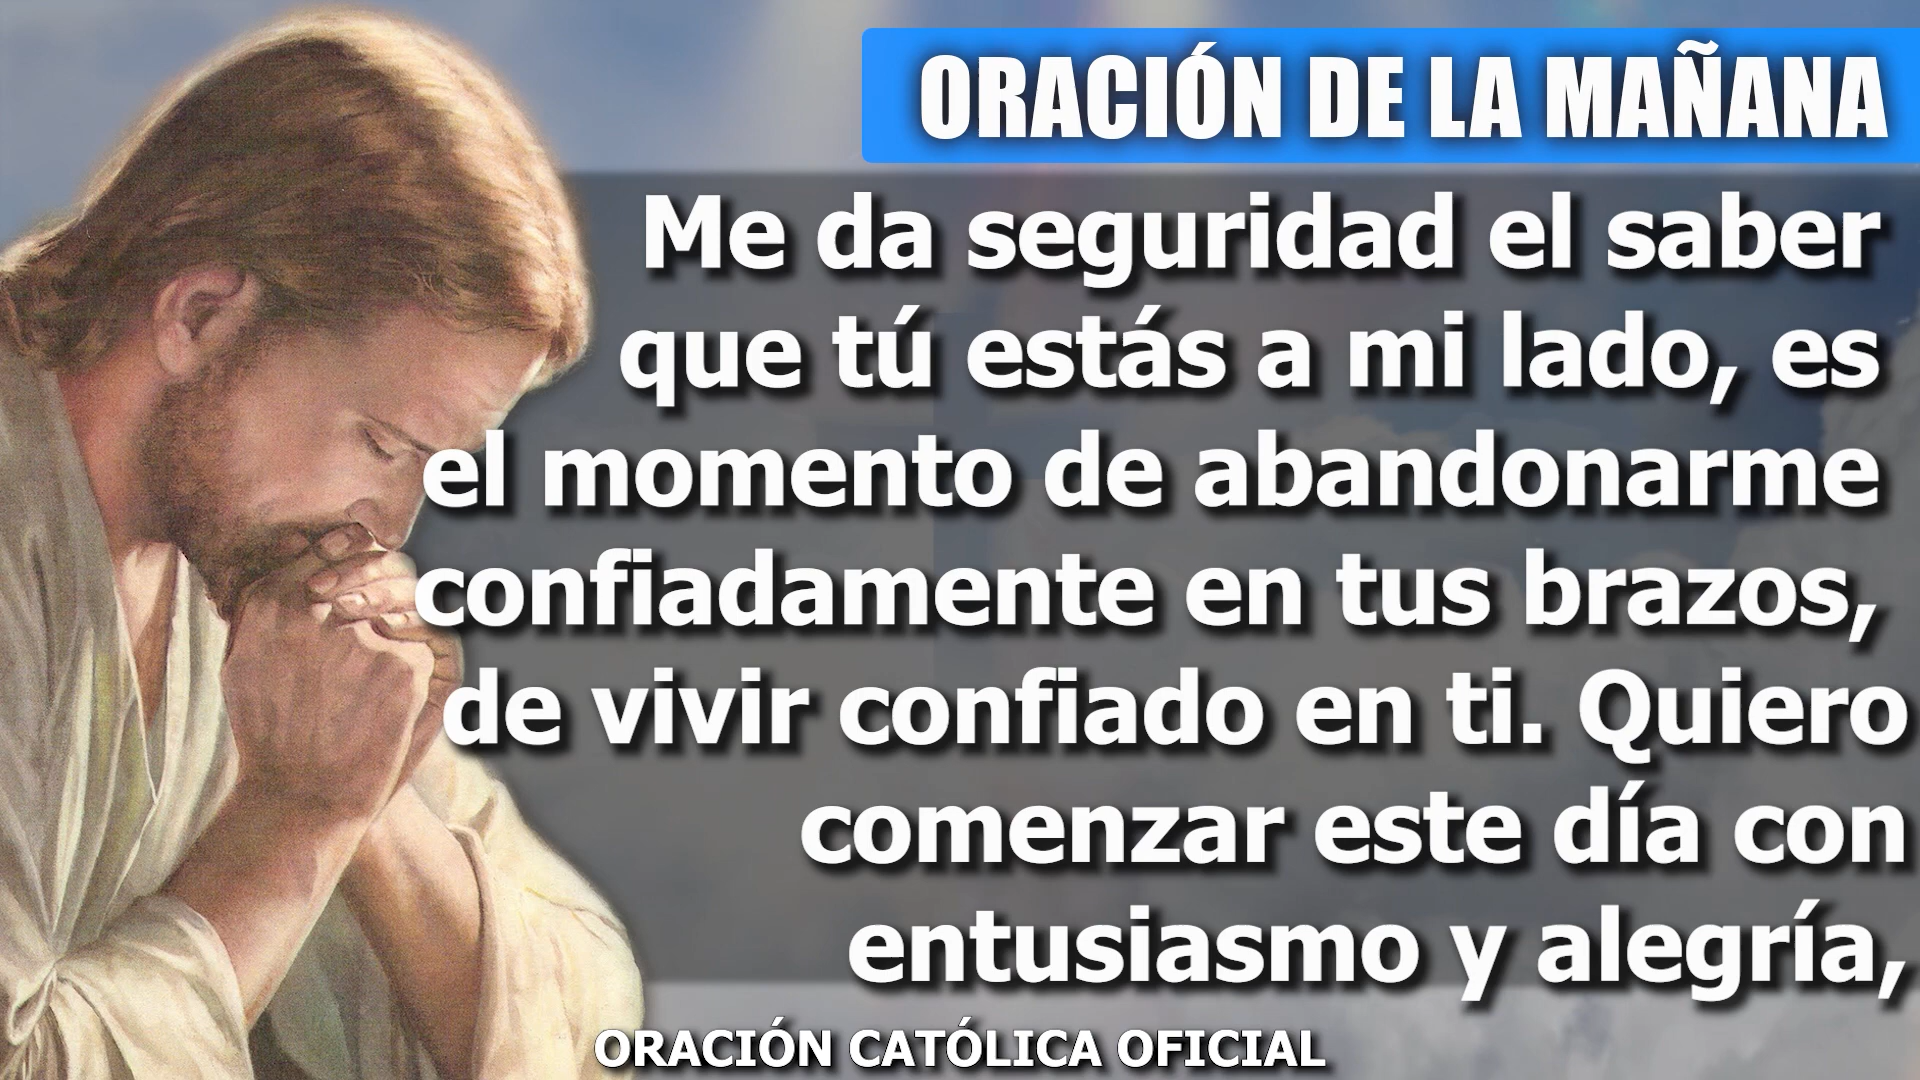 ORACIÓN DE LA MAÑANA
Me da seguridad el saber
que tú estás a mi lado, es
el momento de abandonarme
confiadamente en tus brazos,
de vivir confiado en ti. Quiero
comenzar este día con
entusiasmo y alegría,
ORACIÓN CATÓLICA OFICIAL